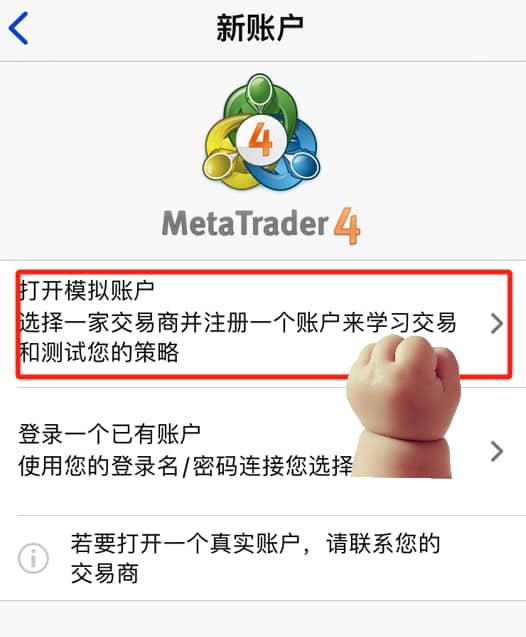 新账户
4
MetaTrader 4
打开模拟账户
选择一家交易商并注册一个账户来学习交易
和测试您的策略
登录一个已有账户
使用您的登录名/密码连接您选择
若要打开一个真实账户，请联系您的
交易商